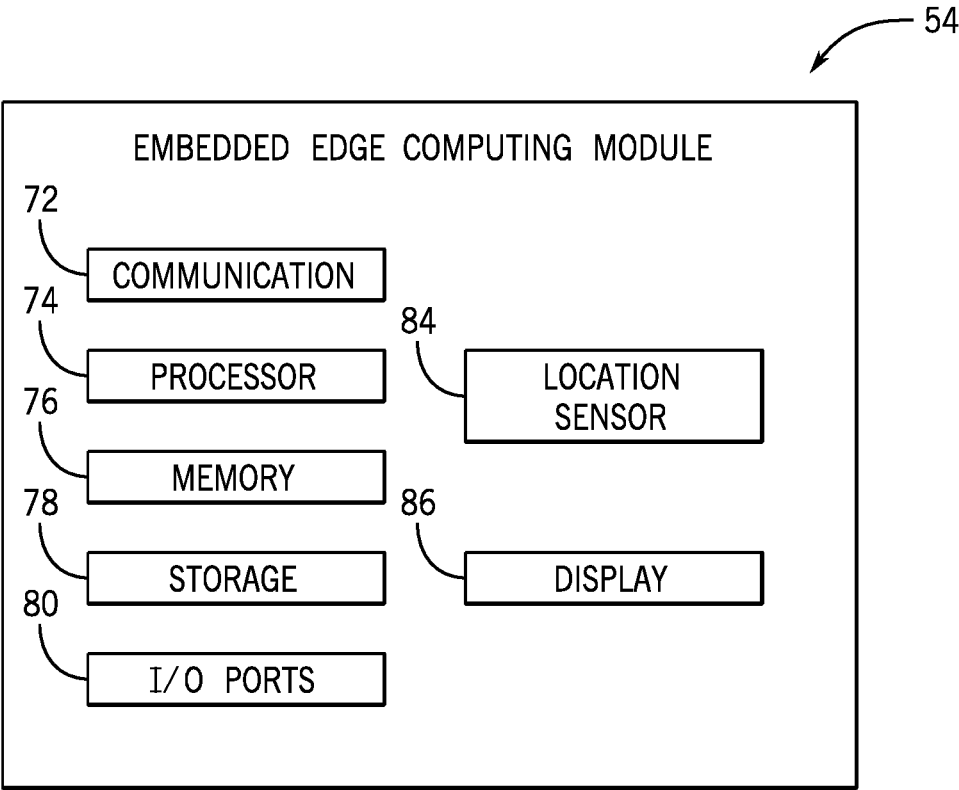 54
EMBEDDED EDGE COMPUTING MODULE
72
COMMUNICATION
74
PROCESSOR
76
MEMORY
78
STORAGE
80
I/O PORTS
84
LOCATION
SENSOR
86
DISPLAY